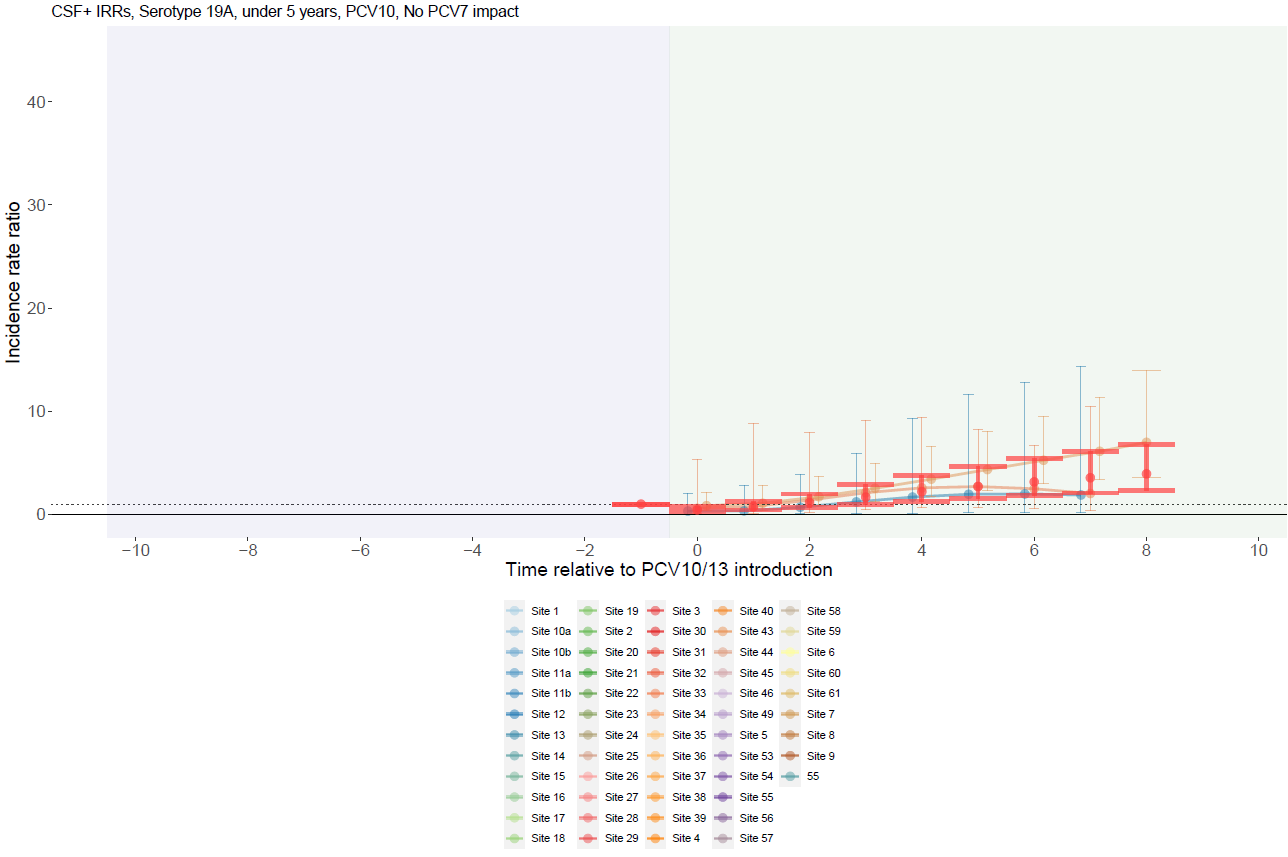 CSF+ IRRs, Serotype 19A, under 5 years, PCV10, No PCV7 impact
Incidence rate ratio
40
30
20
10
0
−10 −8 −6 −4 −2 0 2 4 6 8 10
Time relative to PCV10/13 introduction
Site 1 Site 19 Site 3 Site 40 Site 58
Site 10a Site 2 Site 30 Site 43 Site 59
Site 10b Site 20 Site 31 Site 44 Site 6
Site 11a Site 21 Site 32 Site 45 Site 60
Site 11b Site 22 Site 33 Site 46 Site 61
Site 12 Site 23 Site 34 Site 49 Site 7
Site 13 Site 24 Site 35 Site 5 Site 8
Site 14 Site 25 Site 36 Site 53 Site 9
Site 15 Site 26 Site 37 Site 54 55
Site 16 Site 27 Site 38 Site 55
Site 17 Site 28 Site 39 Site 56
Site 18 Site 29 Site 4 Site 57